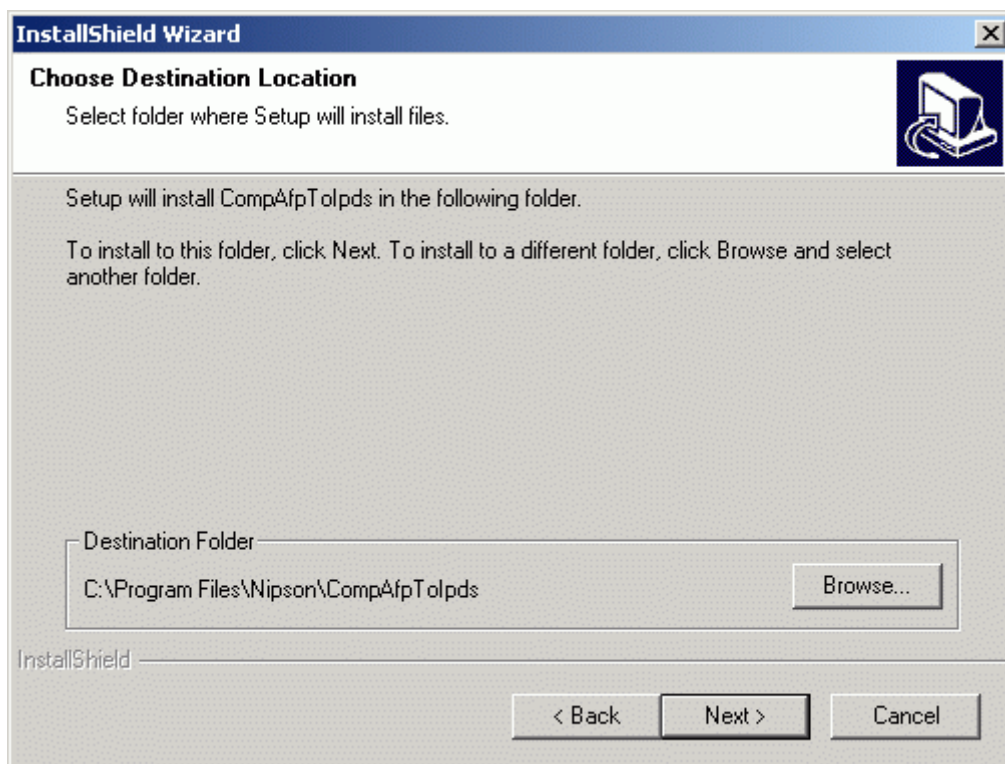 InstallShield Wizard
Choose Destination Location
Select folder where Setup will install files.
Setup will install CompAfpToIpds in the following folder.
To install to this folder, click Next. To install to a different folder, click Browse and select
another folder.
Destination Folder
C:\Program Files\Nipson\CompAfpToIpds
Browse...
InstallShield
< Back
Next >
Cancel